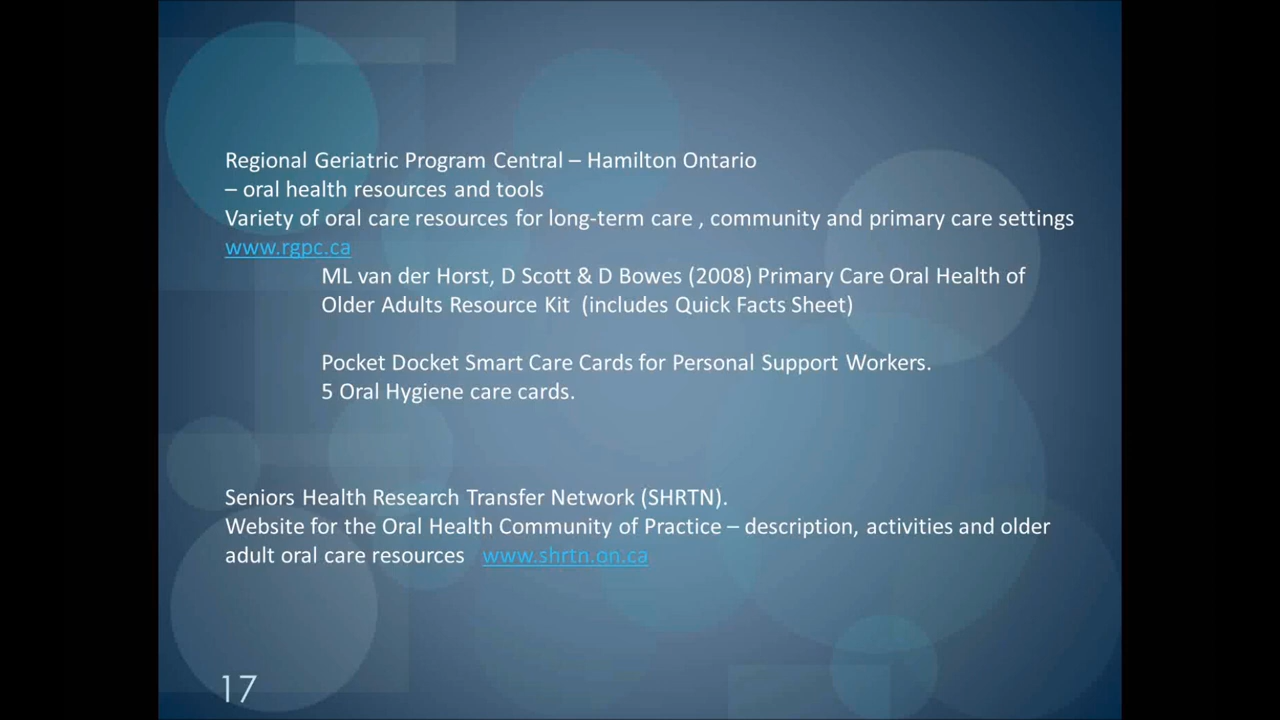 Regional Geriatric Program Central – Hamilton Ontario
– oral health resources and tools
Variety of oral care resources for long-term care , community and primary care settings
www.rgpc.ca
ML van der Horst, D Scott & D Bowes (2008) Primary Care Oral Health of
Older Adults Resource Kit (includes Quick Facts Sheet)
Pocket Docket Smart Care Cards for Personal Support Workers.
5 Oral Hygiene care cards.
Seniors Health Research Transfer Network (SHRTN).
Website for the Oral Health Community of Practice – description, activities and older
adult oral care resources www.shrtn.on.ca
17